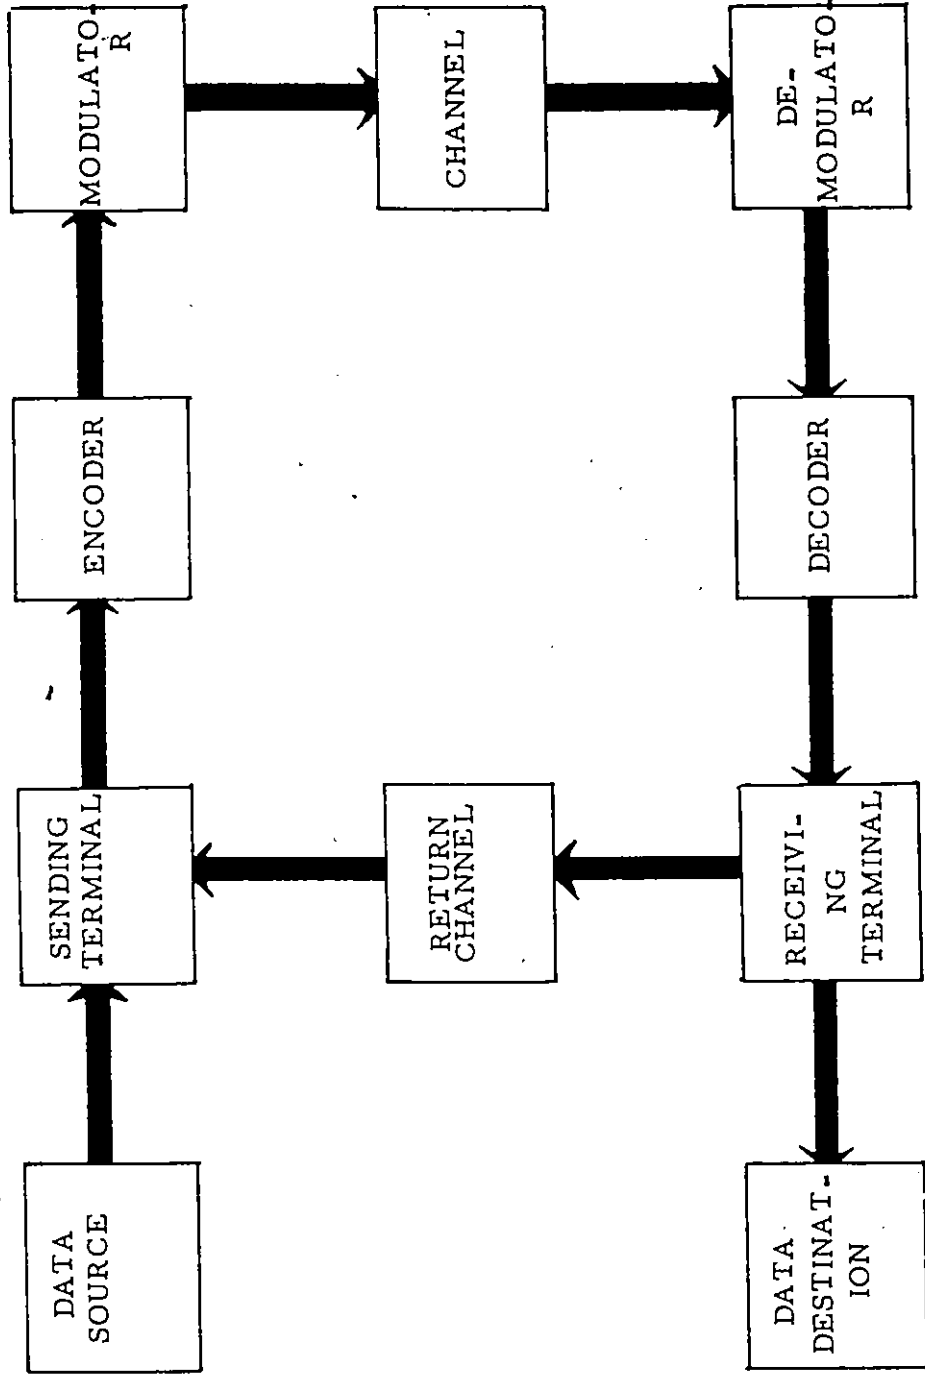 DATA
SOURCE
SENDING
TERMINAL
ENCODER
MODULATO-
R
CHANNEL
DE-
MODULATO-
R
DECODER
RECEIVI-
NG
TERMINAL
RETURN
CHANNEL
DATA
DESTINAT-
ION